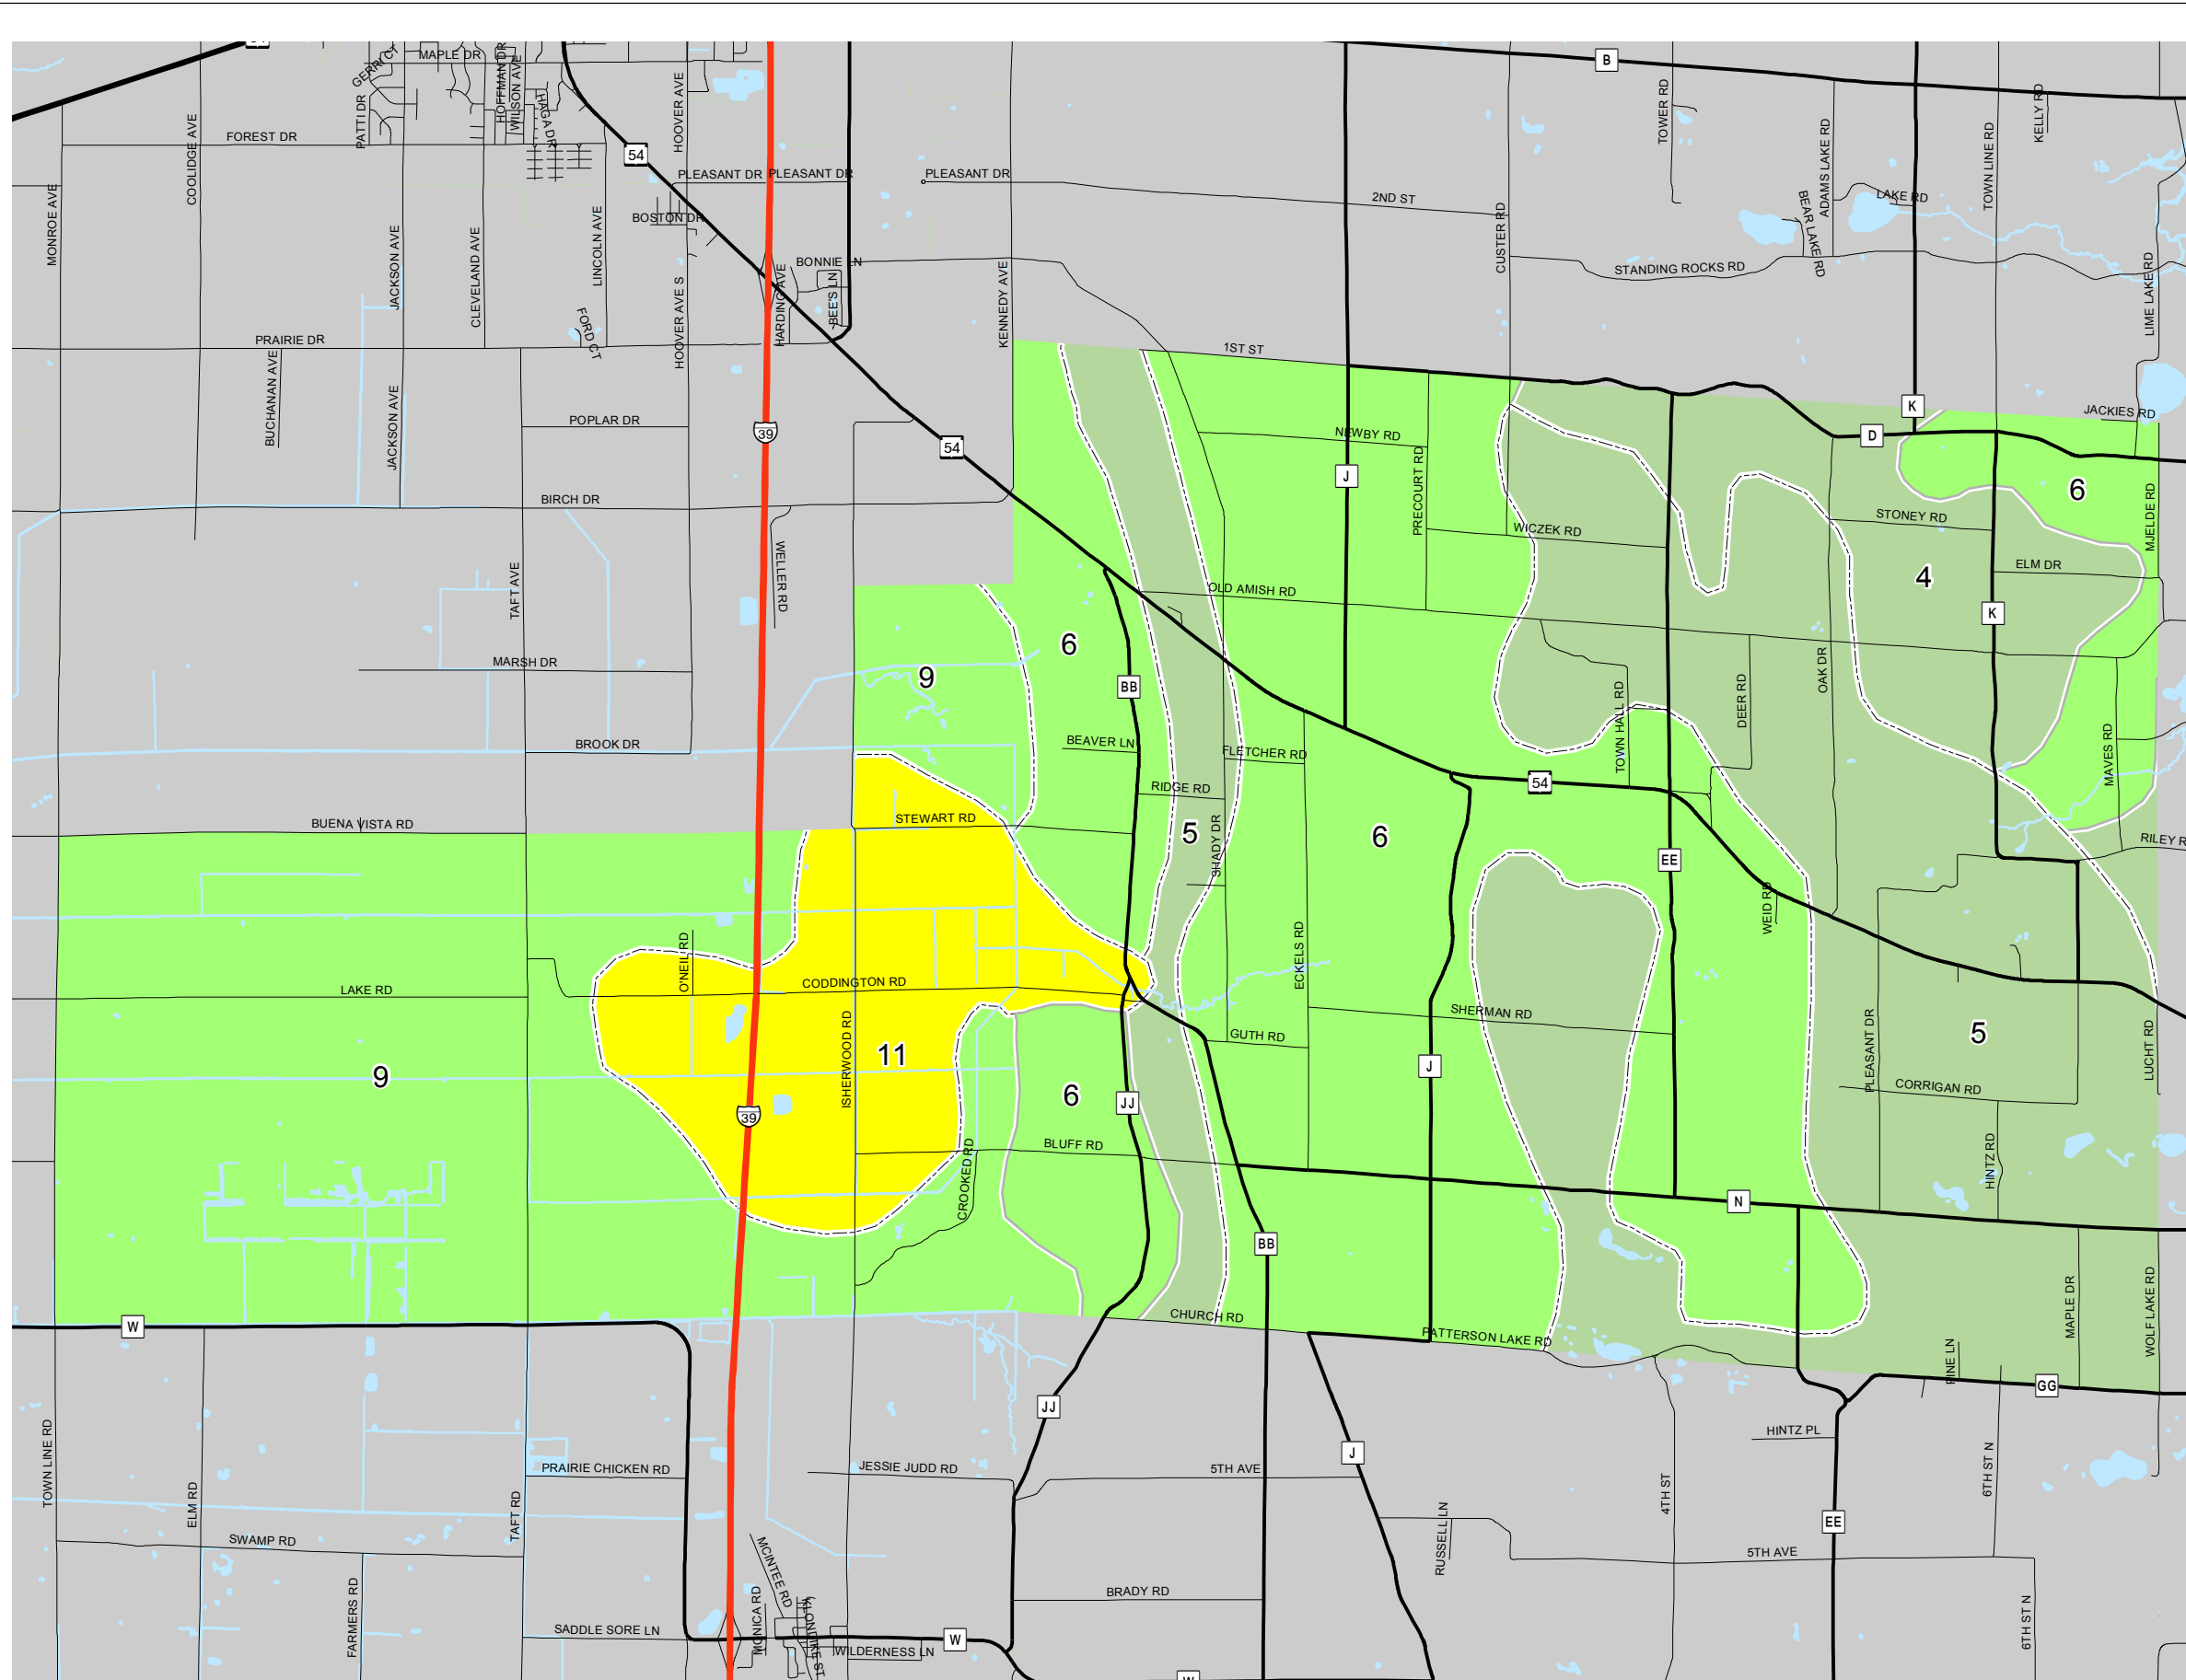 MAPLE DR
GERRI CT
HOFFMAN DR
WILSON AVE
HAGA DR
PATTI DR
HOOVER AVE
B
TOWER RD
KELLY RD
COOLIDGE AVE
FOREST DR
54
ADAMS LAKE RD
TOWN LINE RD
PLEASANT DR
PLEASANT DR
PLEASANT DR
2ND ST
LAKE RD
BEAR LAKE RD
MONROE AVE
BOSTON DR
LINCOLN AVE
JACKSON AVE
CLEVELAND AVE
CUSTER RD
STANDING ROCKS RD
BONNIE LN
BEE'S LN
HARDING AVE
KENNEDY AVE
LIME LAKE RD
FORD CT
HOOVER AVE S
PRAIRIE DR
BUCHANAN AVE
JACKSON AVE
1ST ST
POPLAR DR
39
54
NEWBY RD
J
PRECOURT RD
K
D
JACKIES RD
6
MJELDE RD
BIRCH DR
WELLER RD
WICZEK RD
STONEY RD
ELM DR
4
K
TAFT AVE
OLD AMISH RD
MARSH DR
6
9
BB
OAK DR
DEER RD
TOWN HALL RD
BROOK DR
BEAVER LN
FLETCHER RD
MAVES RD
RIDGE RD
54
BUENA VISTA RD
STEWART RD
5
SHADY DR
6
EE
RILEY R
WEID RD
O'NEIL RD
ECKELS RD
LAKE RD
CODDINGTON RD
SHERMAN RD
GUTH RD
ISHERWOOD RD
11
9
6
JJ
J
PLEASANT DR
5
LUCHT RD
CORRIGAN RD
39
BLUFF RD
CROOKED RD
HINTZ RD
N
BB
CHURCH RD
PATTERSON LAKE RD
W
MAPLE DR
WOLF LAKE RD
PINE LN
GG
JJ
TOWN LINE RD
ELM RD
TAFT RD
PRAIRIE CHICKEN RD
JESSIE JUDD RD
5TH AVE
J
HINTZ PL
4TH ST
6TH ST N
RUSSELL LN
EE
SWAMP RD
5TH AVE
MCINTEE RD
FARMERS RD
MONICA RD
KLONDIKE ST
BRADY RD
6TH ST N
SADDLE SORE LN
W
WILDERNESS LN